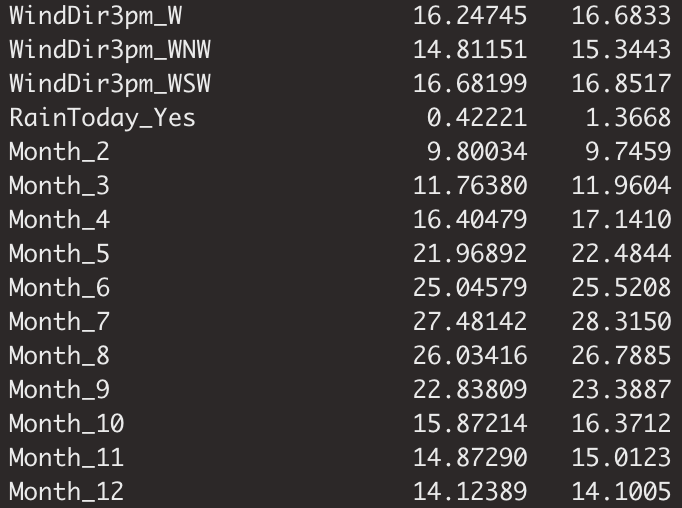 WindDir3pm_W 16.24745 16.6833
WindDir3pm_WNW 14.81151 15.3443
WindDir3pm_WSW 16.68199 16.8517
RainToday_Yes 0.42221 1.3668
Month_2 9.80034 9.7459
Month_3 11.76380 11.9604
Month_4 16.40479 17.1410
Month_5 21.96892 22.4844
Month_6 25.04579 25.5208
Month_7 27.48142 28.3150
Month_8 26.03416 26.7885
Month_9 22.83809 23.3887
Month_10 15.87214 16.3712
Month_11 14.87290 15.0123
Month_12 14.12389 14.1005